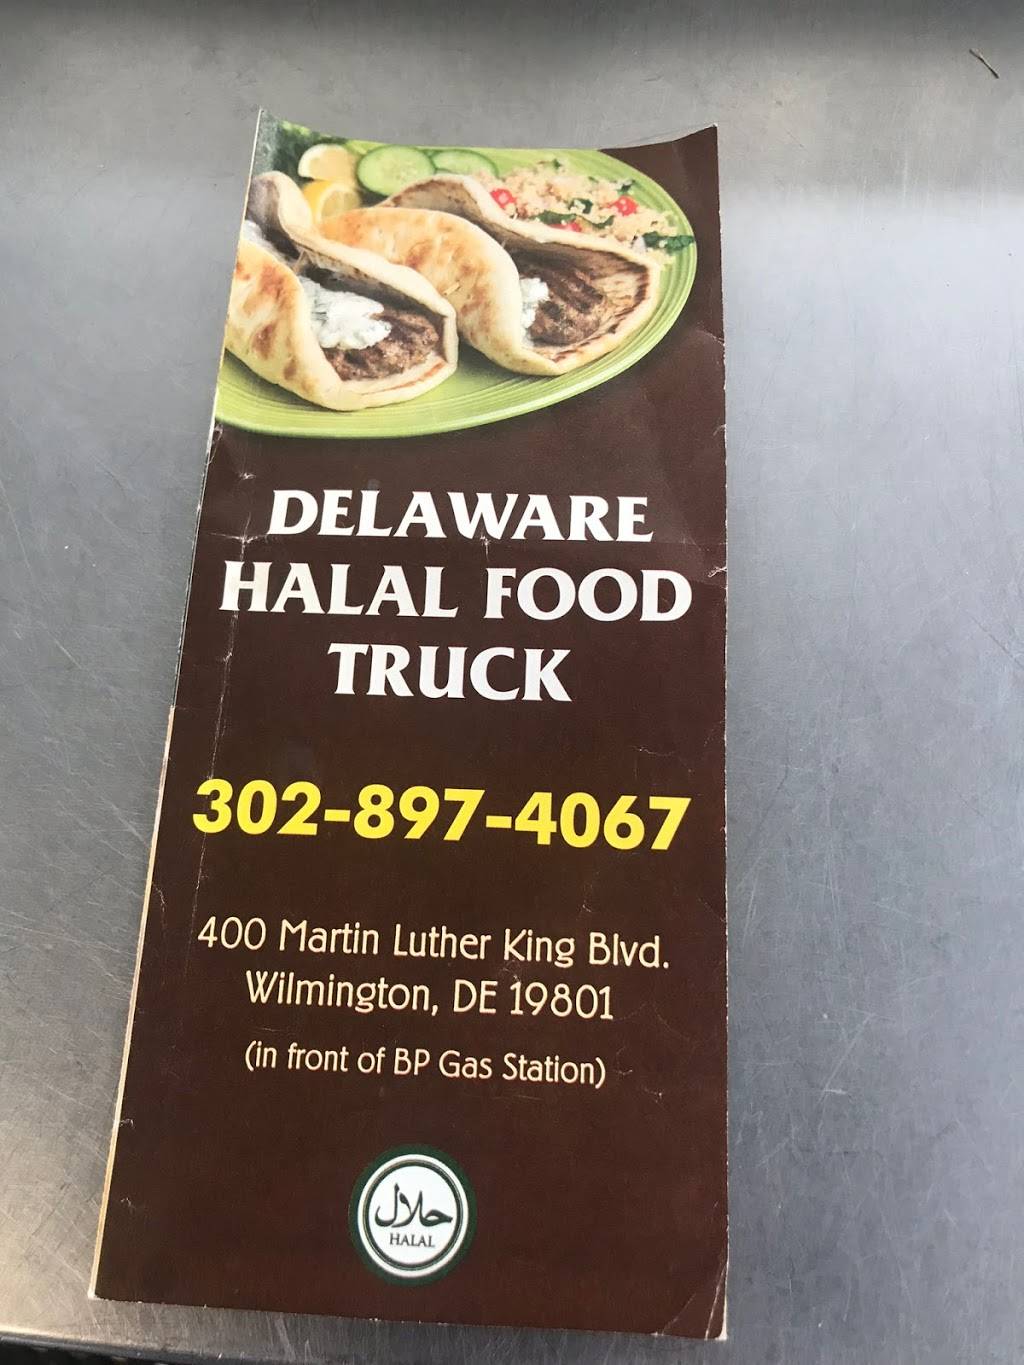 DELAWARE
HALAL FOOD
TRUCK
302-897-4067
400 Martin Luther King Blvd.
Wilmington, DE 19801
(in front of BP Gas Station)
حلال
HALAL